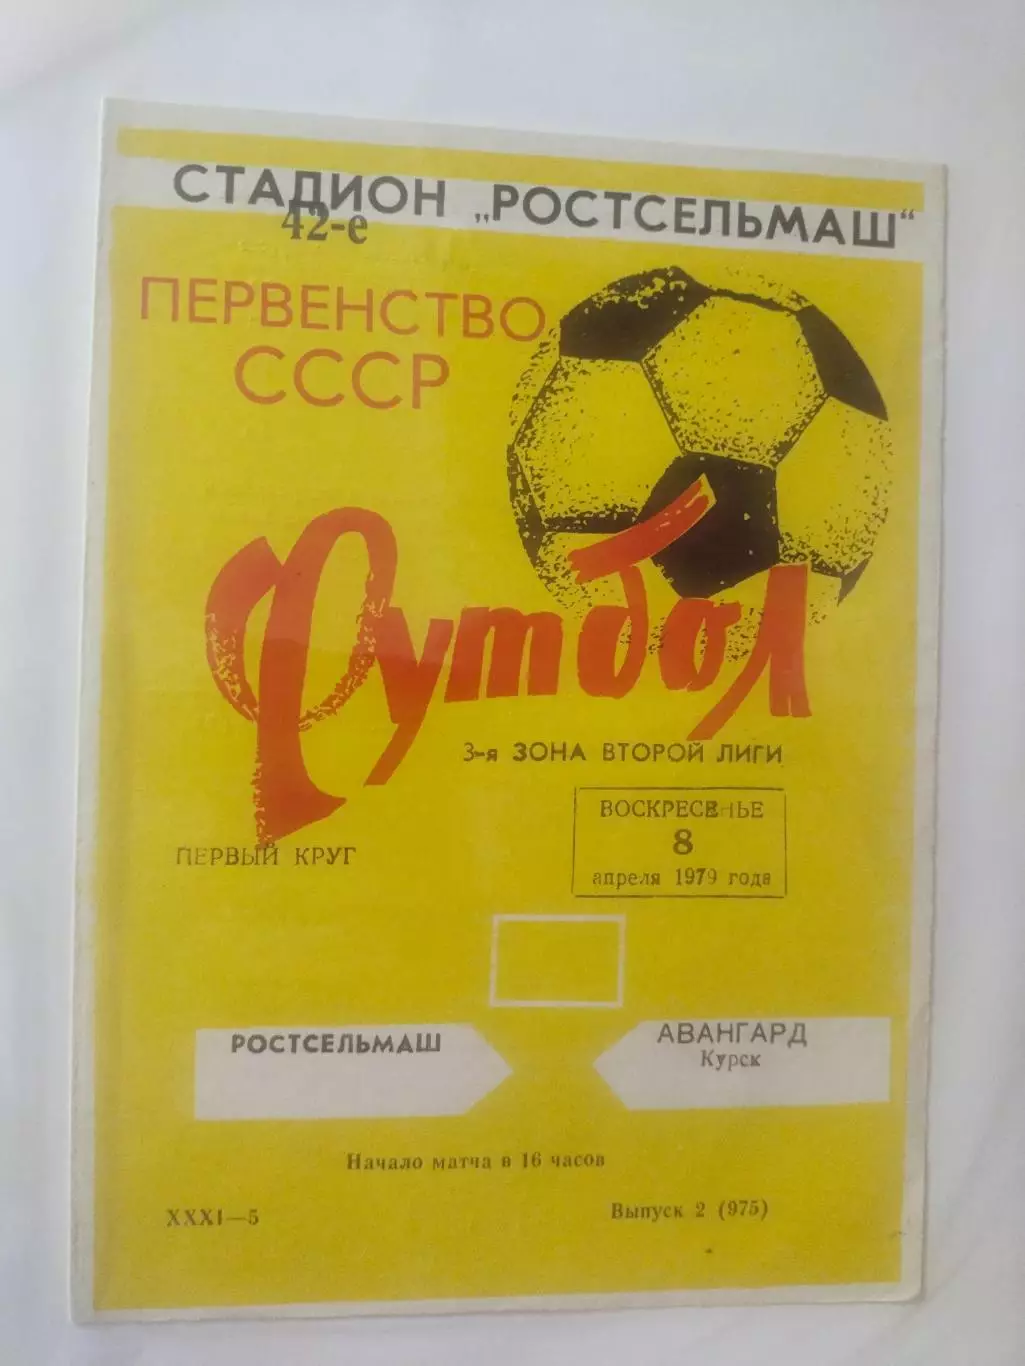 СТАДИОН „РОСТСЕЛЬМАШ“
42-е
ПЕРВЕНСТВО
СССР
Футбол
3-я ЗОНА ВТОРОЙ ЛИГИ
ВОСКРЕСЕНЬЕ
8
апреля 1979 года
ПЕРВЫЙ КРУГ
РОСТСЕЛЬМАШ
АВАНГАРД
Курск
Начало матча в 16 часов
XXXI—5
Выпуск 2 (975)